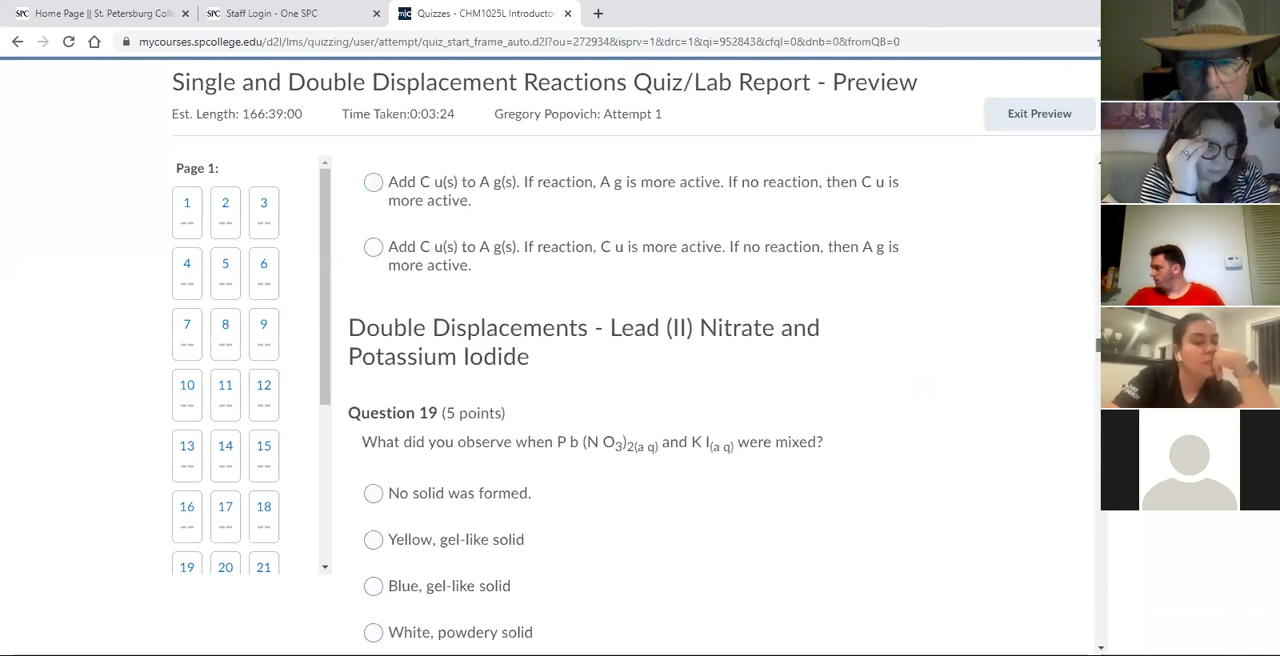 Home Page || St. Petersburg Coll
Staff Login - One SPC
Quizzes - CHM1025L Introducto
mycourses.spcollege.edu/d2l/lms/quizzing/user/attempt/quiz_start_frame_auto.d2l?ou=272934&isprv=1&drc=1&qi=952843&cfql=0&dnb=0&fromQB=0
Single and Double Displacement Reactions Quiz/Lab Report - Preview
Est. Length: 166:39:00 Time Taken:0:03:24 Gregory Popovich: Attempt 1
Exit Preview
Page 1:
1 2 3
-- -- --
4 5 6
-- -- --
7 8 9
-- -- --
10 11 12
-- -- --
13 14 15
-- -- --
16 17 18
-- -- --
19 20 21
Add C u(s) to A g(s). If reaction, A g is more active. If no reaction, then C u is
more active.
Add C u(s) to A g(s). If reaction, C u is more active. If no reaction, then A g is
more active.
Double Displacements - Lead (II) Nitrate and
Potassium Iodide
Question 19 (5 points)
What did you observe when P b (N O3)2(a q) and K I(a q) were mixed?
No solid was formed.
Yellow, gel-like solid
Blue, gel-like solid
White, powdery solid